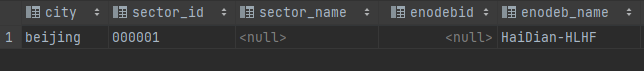 city sector_id sector_name enodebid enodeb_name
1 beijing 000001 <null> <null> HaiDian-HLHF